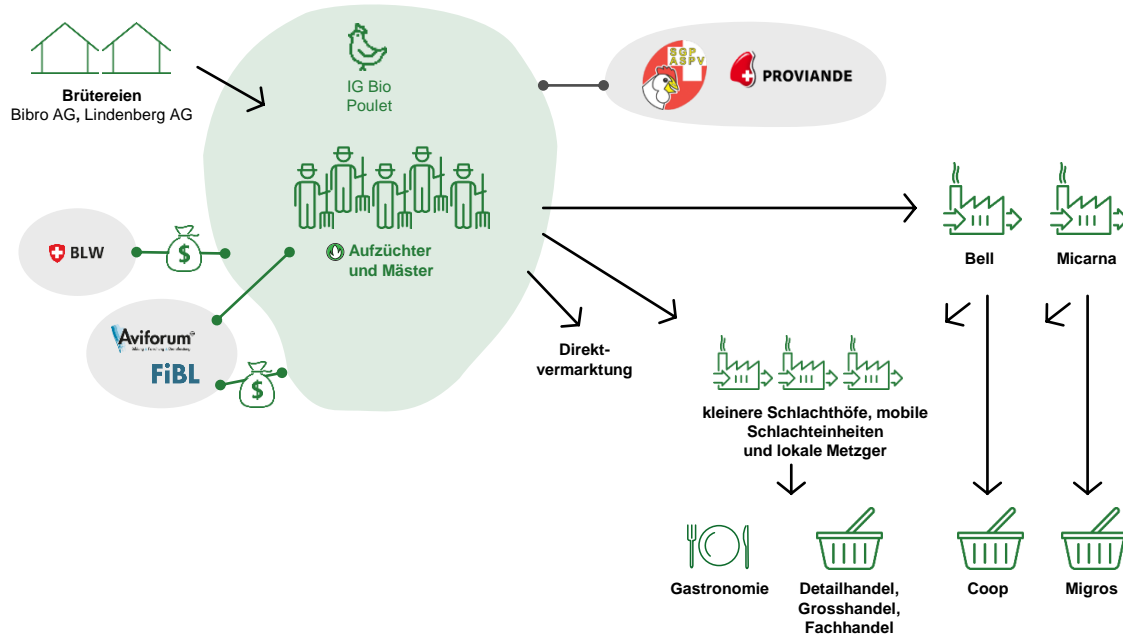 Brütereien
Bibro AG, Lindenberg AG
IG Bio
Poulet
SGP
ASPV
PROVIANDE
Aufzüchter
und Mäster
BLW
$
Aviforum
FiBL
$
Direkt-
vermarktung
Bell
Micarna
kleinere Schlachthöfe, mobile
Schlachteinheiten
und lokale Metzger
Gastronomie
Detailhandel,
Grosshandel,
Fachhandel
Coop
Migros